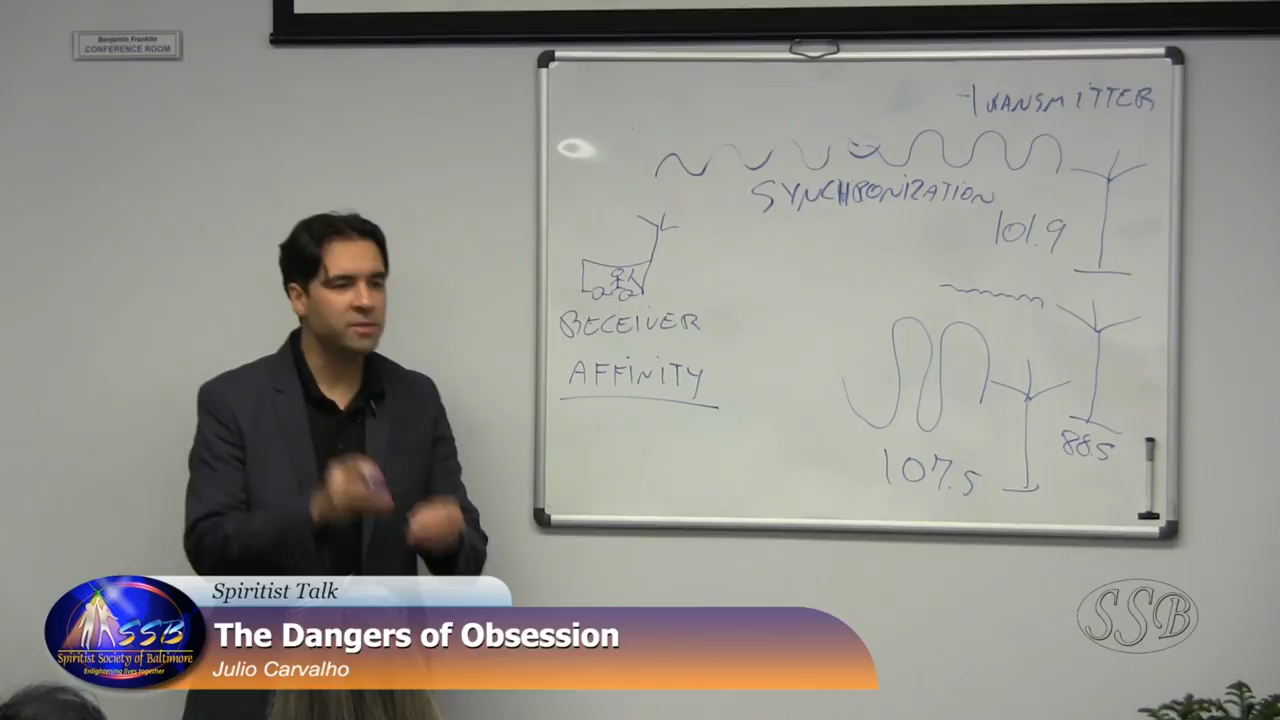 Benjamin Franklin
CONFERENCE ROOM
TRANSMITTER
SYNCHRONIZATION
101.9
RECEIVER
AFFINITY
107.5
88.5
Spiritist Talk
The Dangers of Obsession
Julio Carvalho
SSB
Spiritist Society of Baltimore
Enlightening lives together
SSB